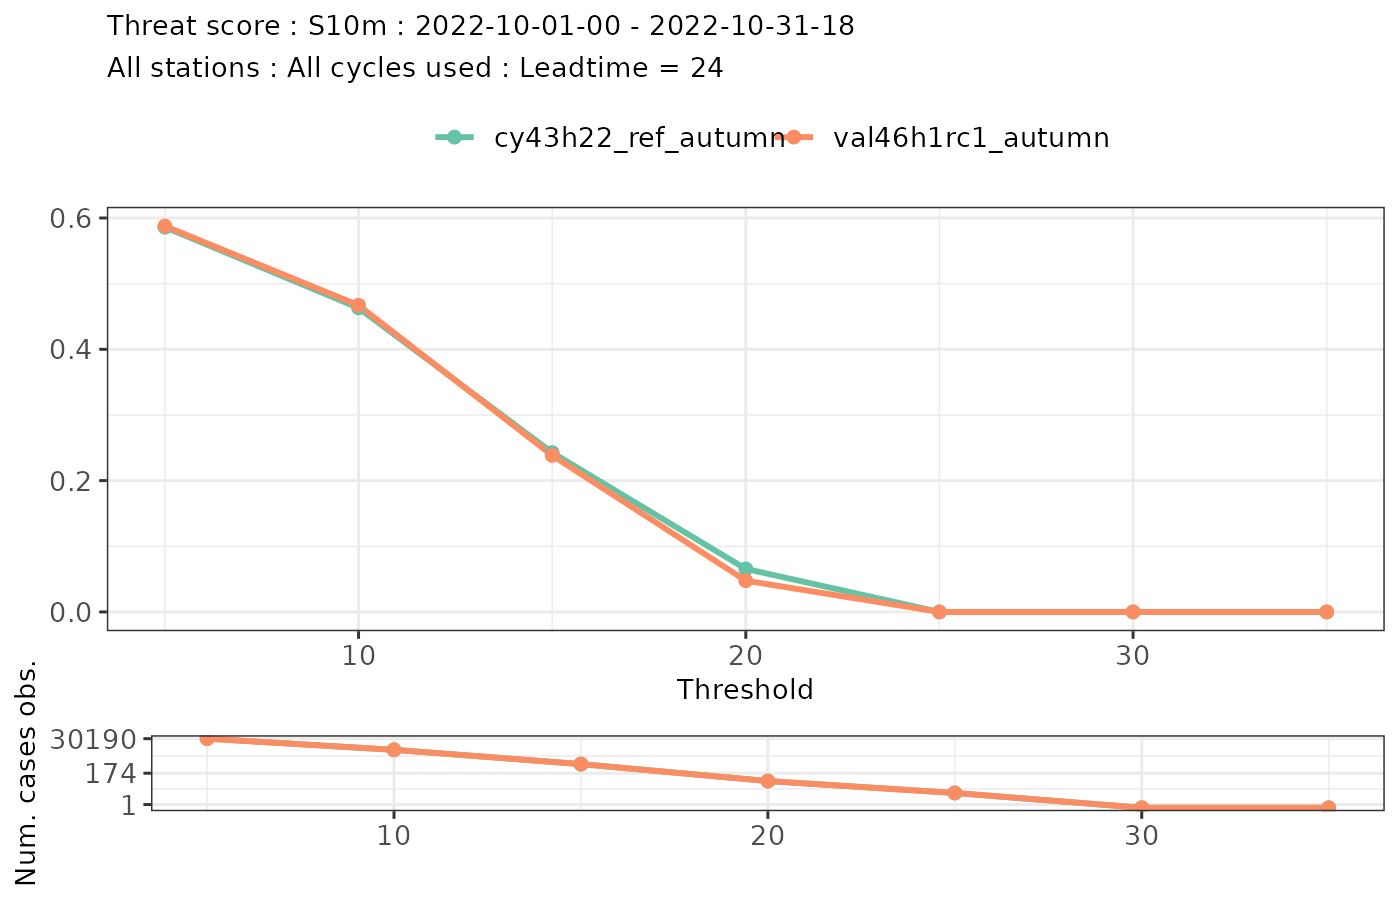 Threat score : S10m : 2022-10-01-00 - 2022-10-31-18
All stations : All cycles used : Leadtime = 24
cy43h22_ref_autumn val46h1rc1_autumn
0.6
0.4
0.2
0.0
10 20 30
Threshold
Num. cases obs.
30190
174
1
10 20 30